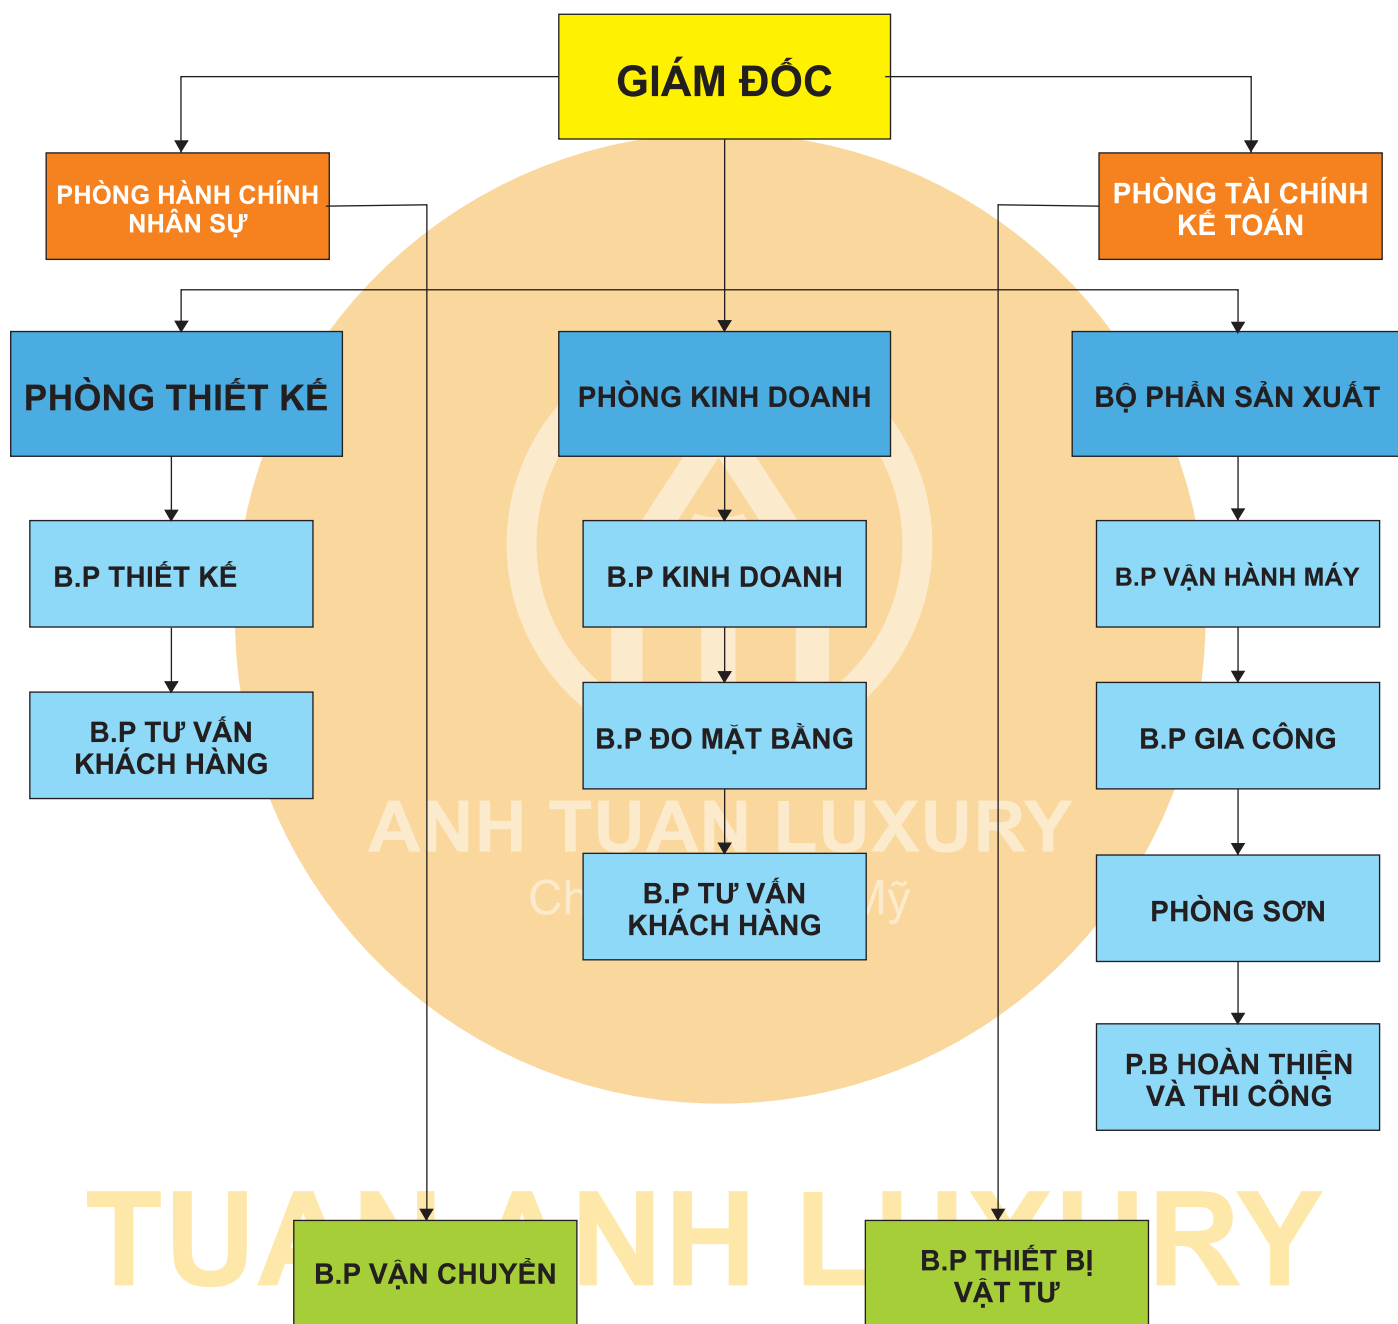 GIÁM ĐỐC
PHÒNG HÀNH CHÍNH
NHÂN SỰ
PHÒNG TÀI CHÍNH
KẾ TOÁN
PHÒNG THIẾT KẾ
PHÒNG KINH DOANH
BỘ PHẨN SẢN XUẤT
B.P THIẾT KẾ
B.P KINH DOANH
B.P VẬN HÀNH MÁY
B.P TƯ VẤN
KHÁCH HÀNG
B.P ĐO MẶT BẰNG
B.P GIA CÔNG
ANH TUAN LUXURY
Mỹ
B.P TƯ VẤN
KHÁCH HÀNG
PHÒNG SƠN
P.B HOÀN THIỆN
VÀ THI CÔNG
TUAN ANH LUXURY
B.P VẬN CHUYỂN
B.P THIẾT BỊ
VẬT TƯ